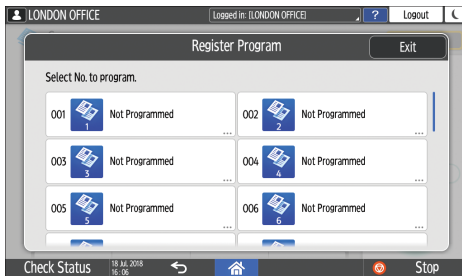 LONDON OFFICE Logged in: [LONDON OFFICE] ? Logout
Register Program Exit
Select No. to program.
001 1 Not Programmed 002 2 Not Programmed
003 3 Not Programmed 004 4 Not Programmed
005 5 Not Programmed 006 6 Not Programmed
Check Status 18 Jul. 2018 16:06 Stop